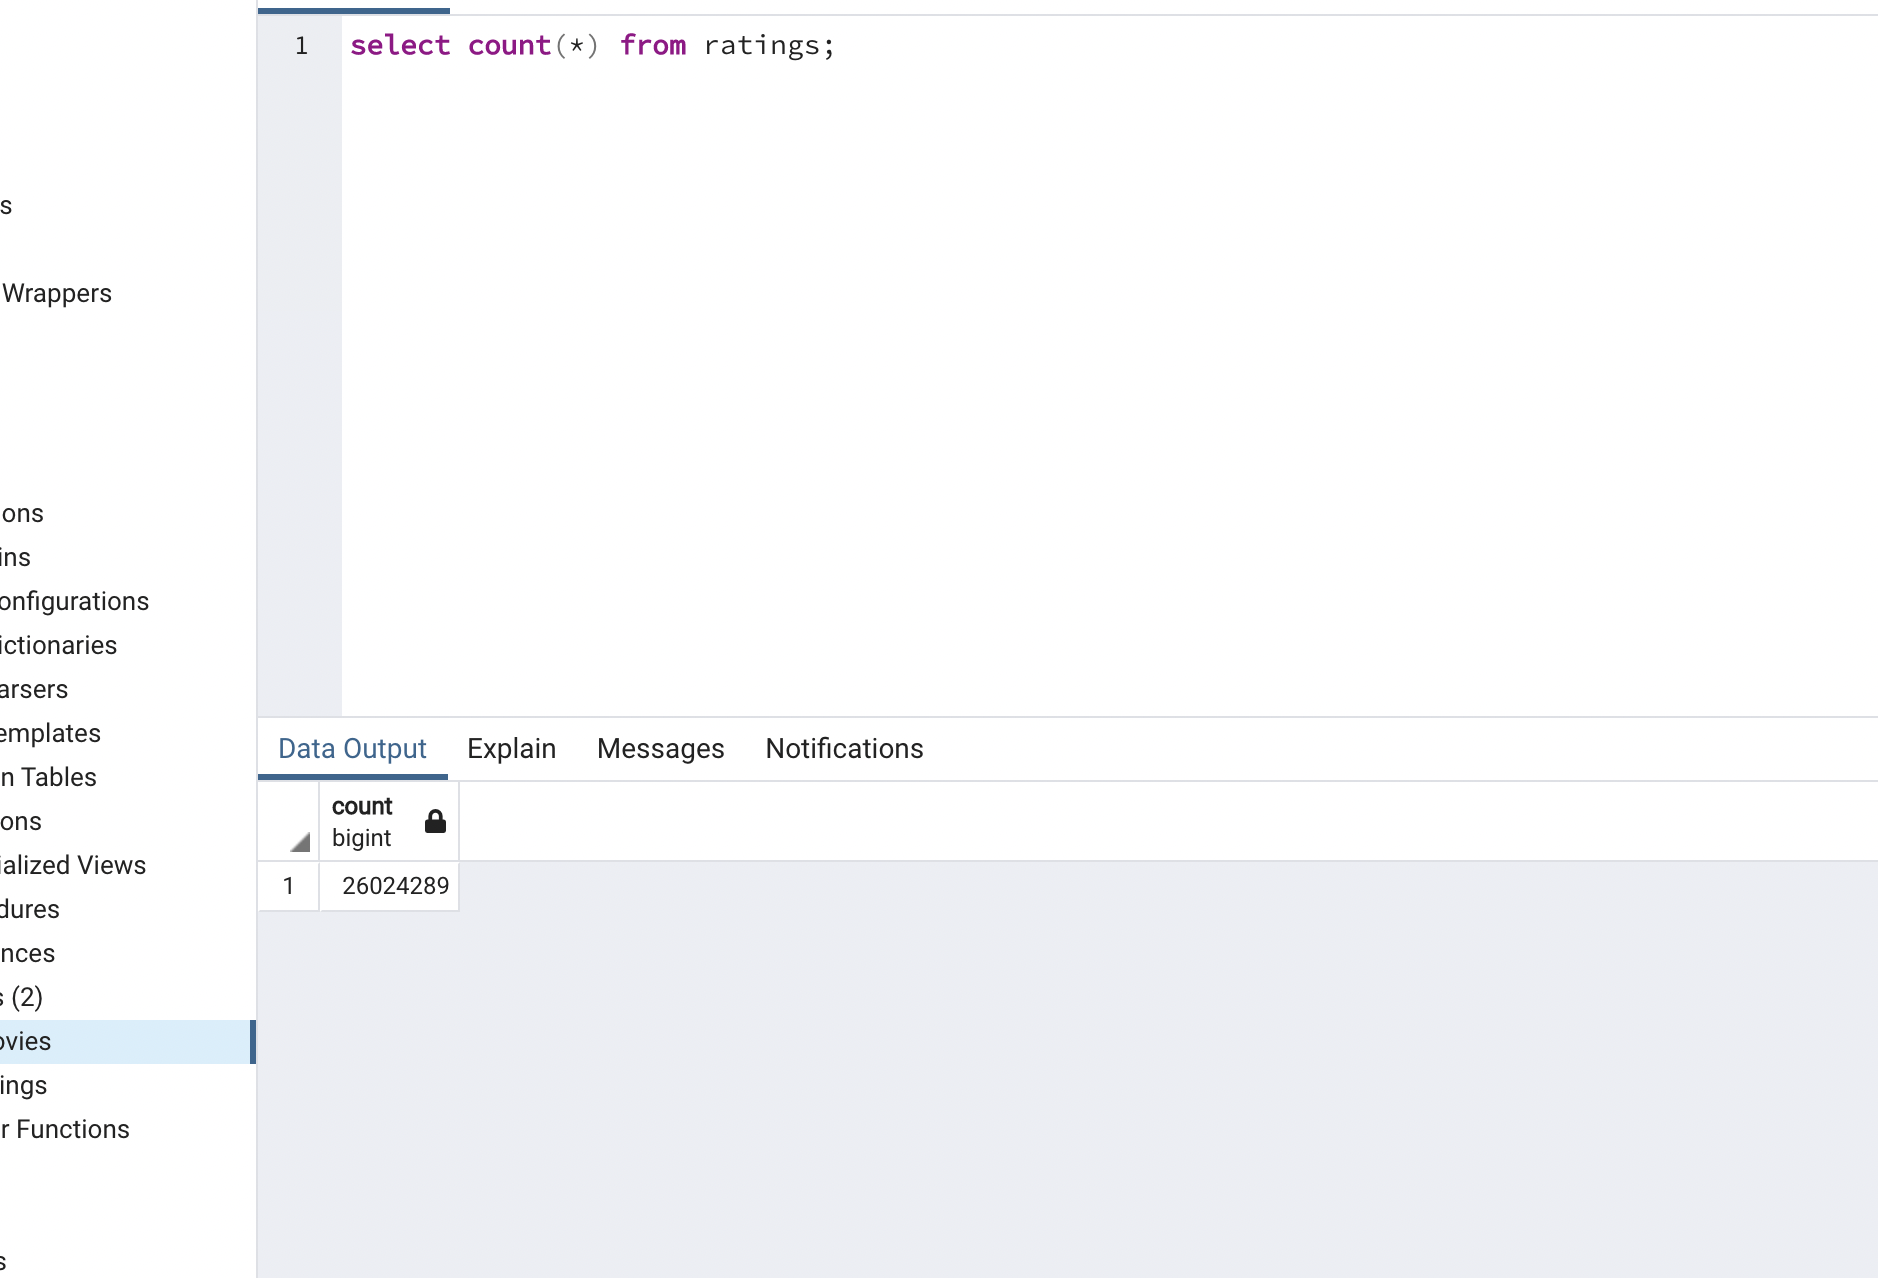 1 select count(*) from ratings;
s
Wrappers
ons
ins
onfigurations
ictionaries
arsers
emplates
n Tables
ons
ialized Views
dures
nces
s (2)
ovies
ings
r Functions
s
Data Output Explain Messages Notifications
count
bigint
1 26024289